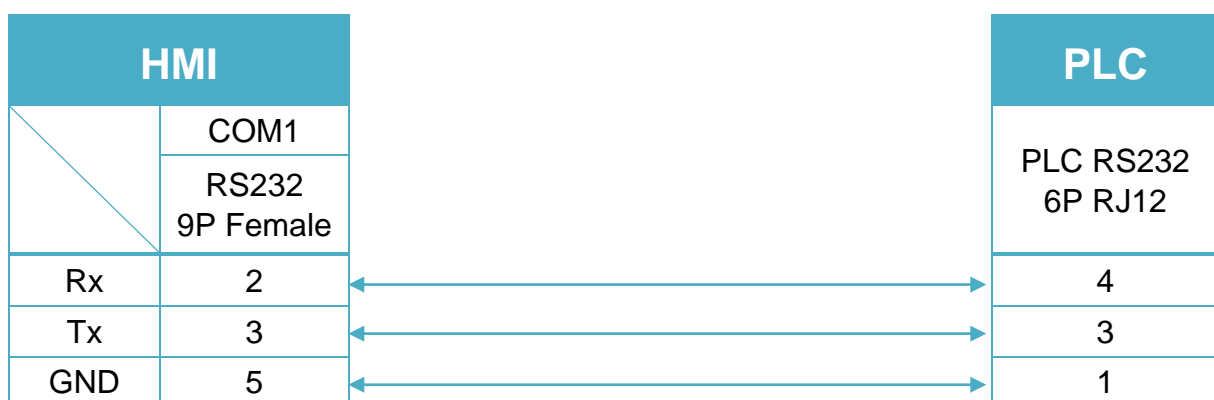 HMI
PLC
COM1
RS232
9P Female
PLC RS232
6P RJ12
Rx 2 4
Tx 3 3
GND 5 1